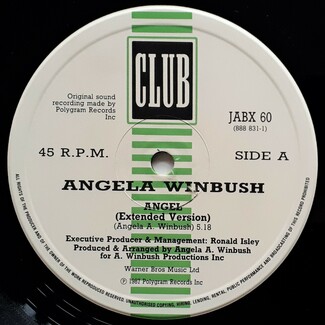 CLUB
Original sound
recording made by
Polygram Records
Inc
JABX 60
(888 831-1)
45 R.P.M.
SIDE A
ANGELA WINBUSH
ANGEL
(Extended Version)
(Angela A. Winbush) 5.18
Executive Producer & Management: Ronald Isley
Produced & Arranged by Angela A. Winbush
for A. Winbush Productions Inc
Warner Bros Music Ltd
℗ 1987 Polygram Records Inc
ALL RIGHTS OF THE PRODUCER AND OF THE OWNER OF THE WORK REPRODUCED RESERVED. UNAUTHORISED COPYING, HIRING, LENDING, RENTAL, PUBLIC PERFORMANCE AND BROADCASTING OF THIS RECORD PROHIBITED